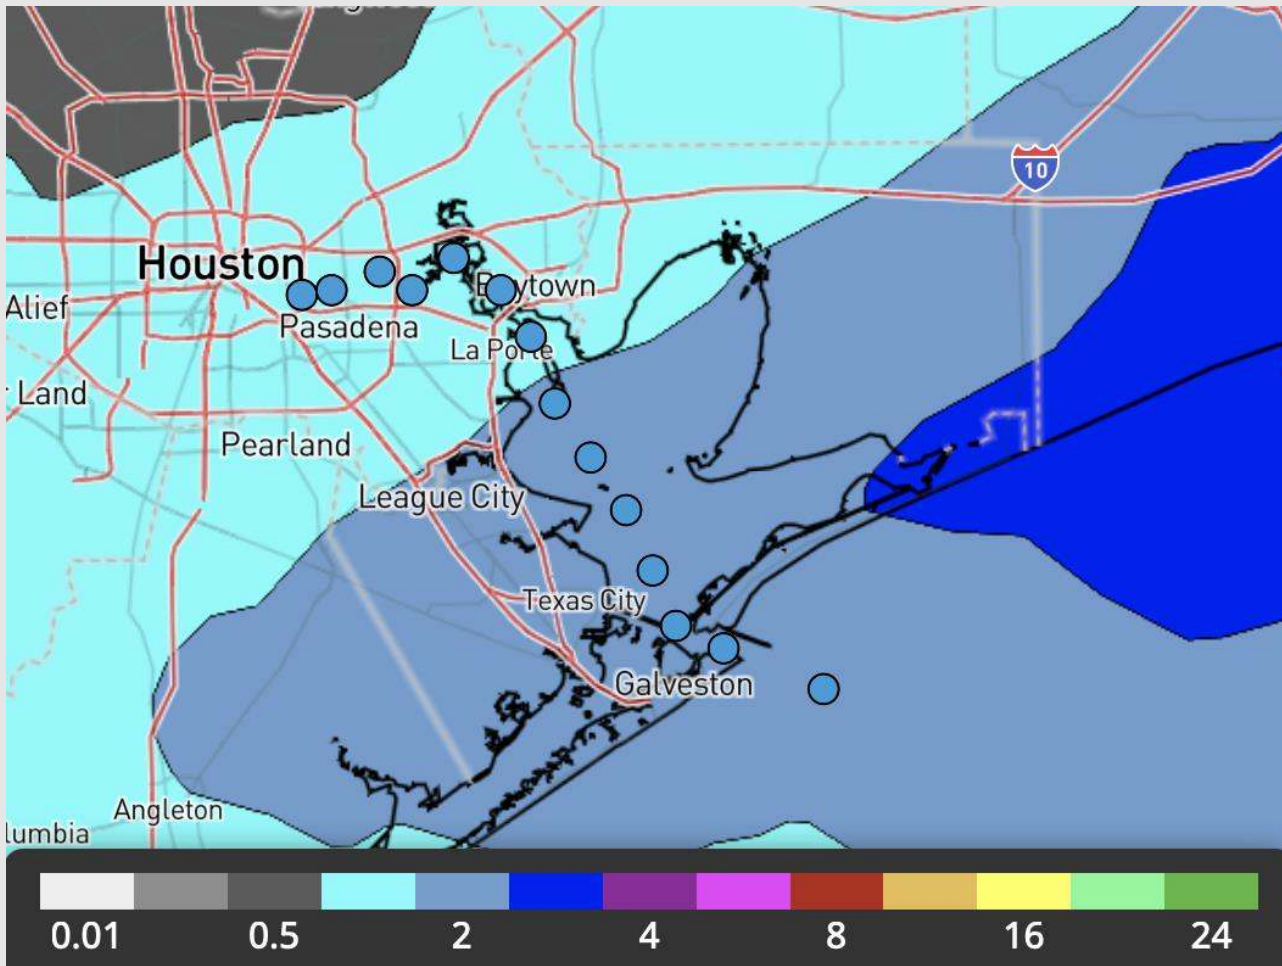 10
Houston
Baytown
Alief
Pasadena
La Porte
Land
Pearland
League City
Texas City
Galveston
Angleton
lumbia
0.01 0.5 2 4 8 16 24